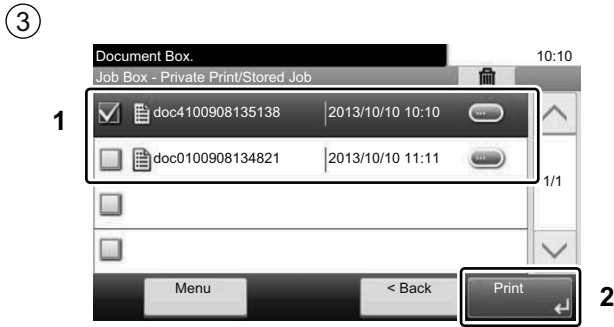 ③
Document Box. 10:10
Job Box - Private Print/Stored Job
1
doc4100908135138 2013/10/10 10:10
doc0100908134821 2013/10/10 11:11
1/1
Menu < Back Print
2